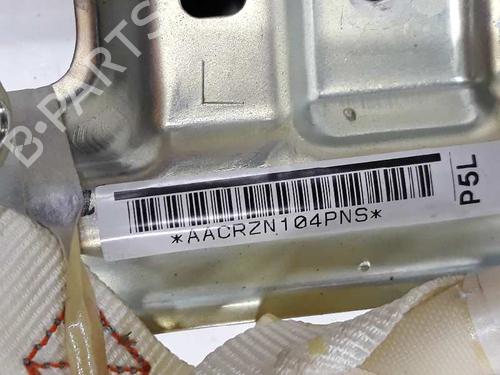 B-PARTS
L
*AACRZN104PNS*
P5L